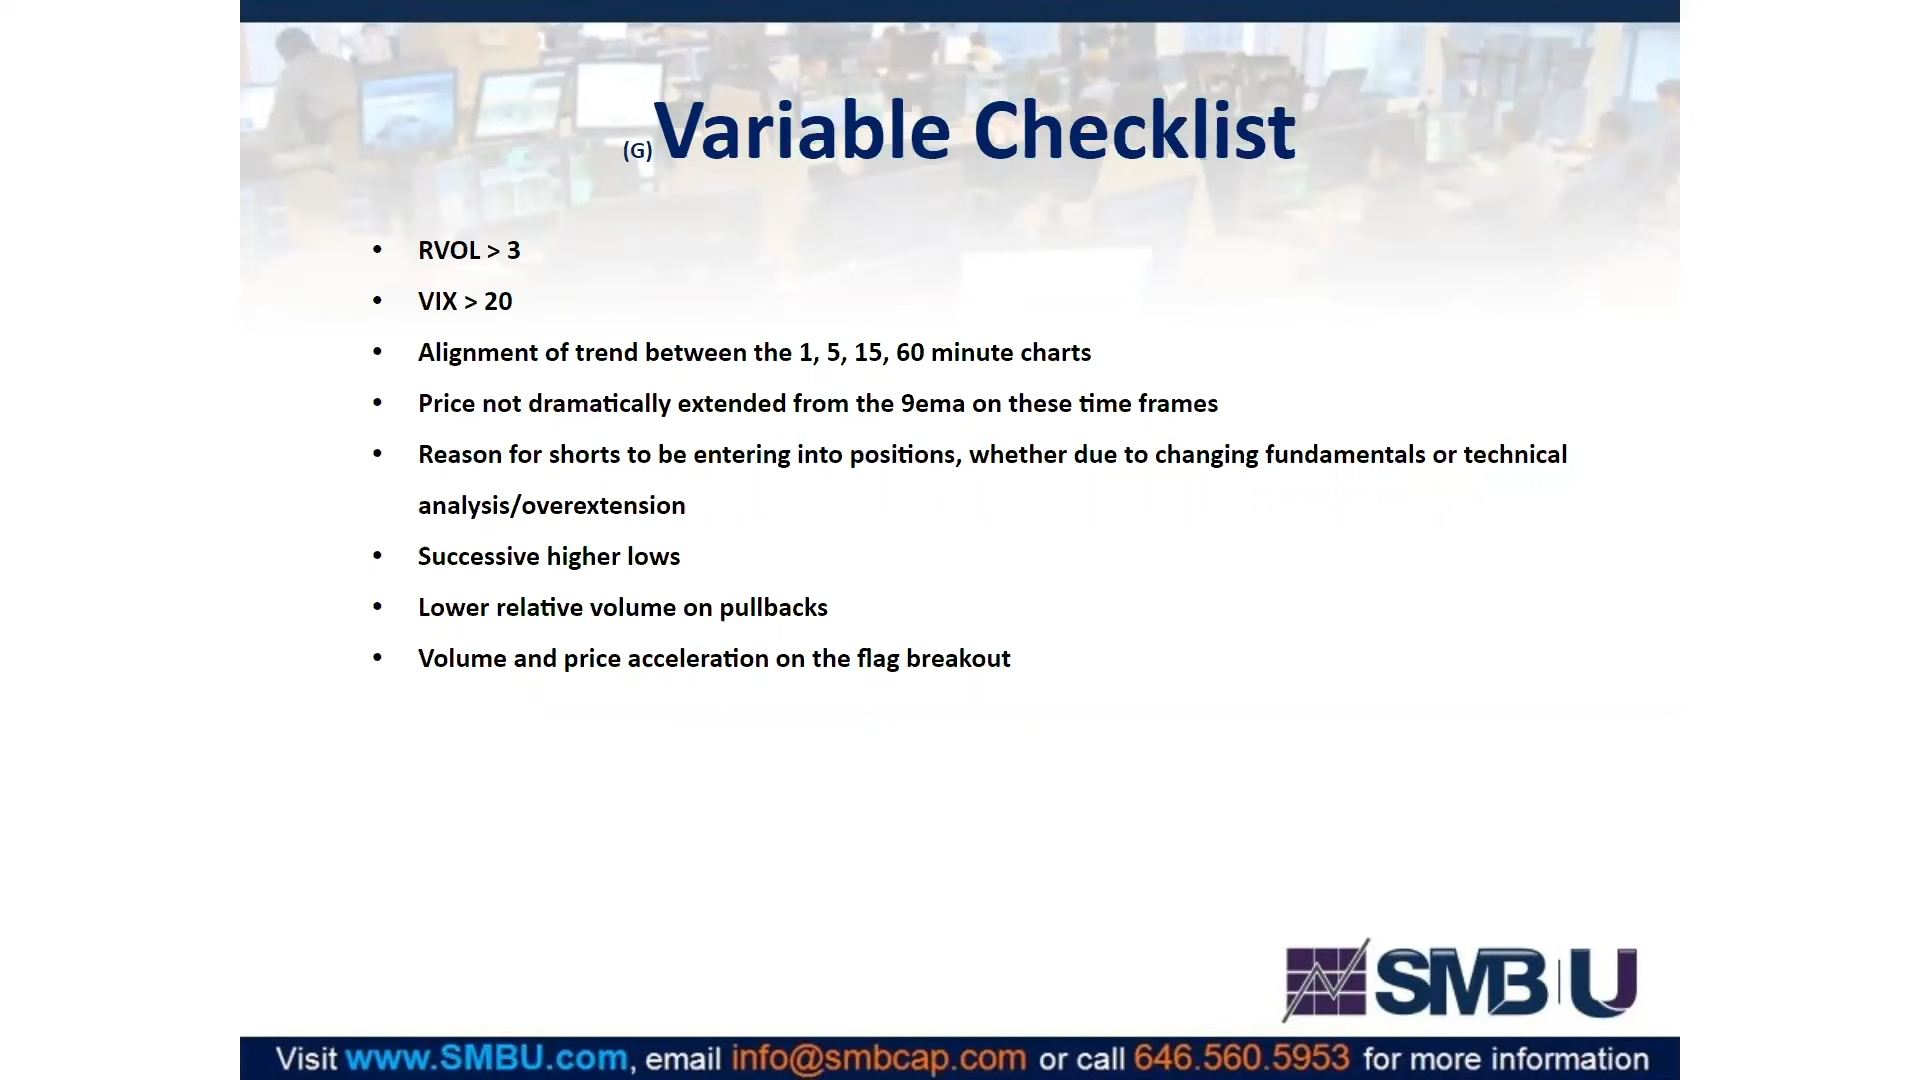 (G)Variable Checklist
• RVOL > 3
• VIX > 20
• Alignment of trend between the 1, 5, 15, 60 minute charts
• Price not dramatically extended from the 9ema on these time frames
• Reason for shorts to be entering into positions, whether due to changing fundamentals or technical
analysis/overextension
• Successive higher lows
• Lower relative volume on pullbacks
• Volume and price acceleration on the flag breakout
SMB|U
Visit www.SMBU.com, email info@smbcap.com or call 646.560.5953 for more information